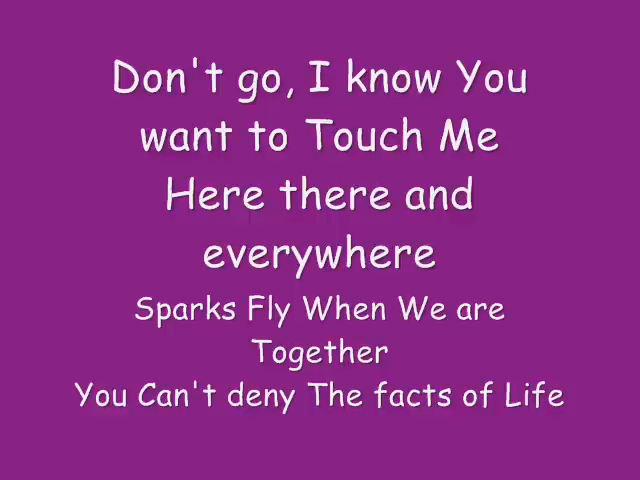 Don't go, I know You
want to Touch Me
Here there and
everywhere
Sparks Fly When We are
Together
You Can't deny The facts of Life